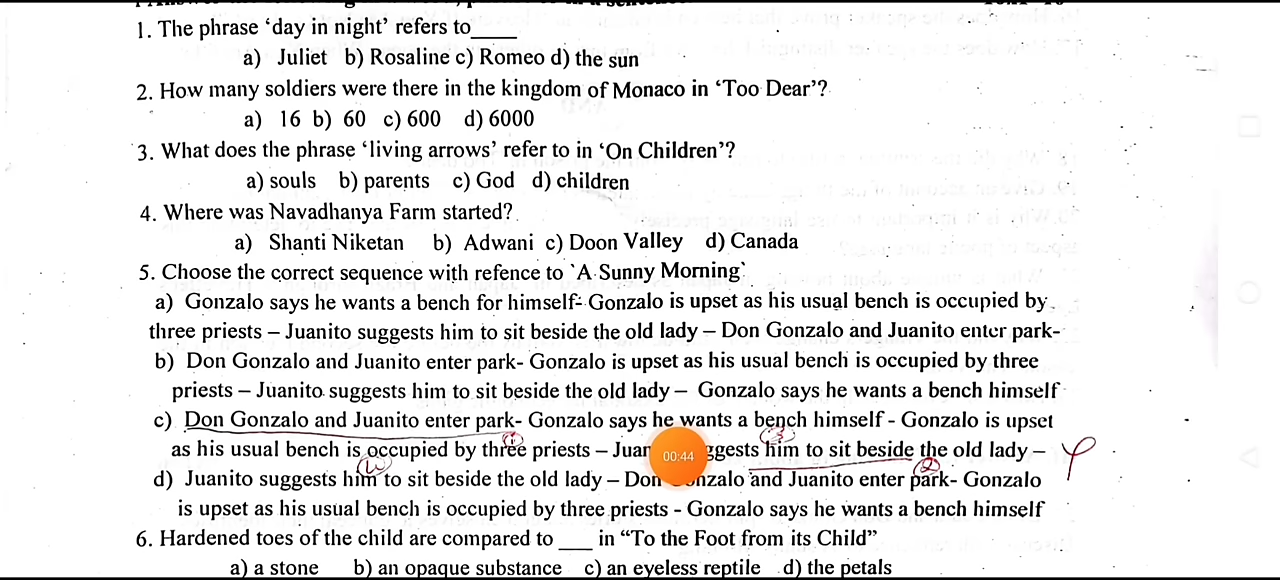 1. The phrase ‘day in night’ refers to____
a) Juliet b) Rosaline c) Romeo d) the sun
2. How many soldiers were there in the kingdom of Monaco in ‘Too Dear’?
a) 16 b) 60 c) 600 d) 6000
3. What does the phrase ‘living arrows’ refer to in ‘On Children’?
a) souls b) parents c) God d) children
4. Where was Navadhanya Farm started?
a) Shanti Niketan b) Adwani c) Doon Valley d) Canada
5. Choose the correct sequence with refence to `A Sunny Morning`
a) Gonzalo says he wants a bench for himself- Gonzalo is upset as his usual bench is occupied by
three priests – Juanito suggests him to sit beside the old lady – Don Gonzalo and Juanito enter park-
b) Don Gonzalo and Juanito enter park- Gonzalo is upset as his usual bench is occupied by three
priests – Juanito suggests him to sit beside the old lady – Gonzalo says he wants a bench himself
c) Don Gonzalo and Juanito enter park- Gonzalo says he wants a bench himself - Gonzalo is upset
as his usual bench is occupied by three priests – Juan 00:44 ggests him to sit beside the old lady –
d) Juanito suggests him to sit beside the old lady – Don nzalo and Juanito enter park- Gonzalo
is upset as his usual bench is occupied by three priests - Gonzalo says he wants a bench himself
6. Hardened toes of the child are compared to ___ in “To the Foot from its Child”
a) a stone b) an opaque substance c) an eyeless reptile d) the petals